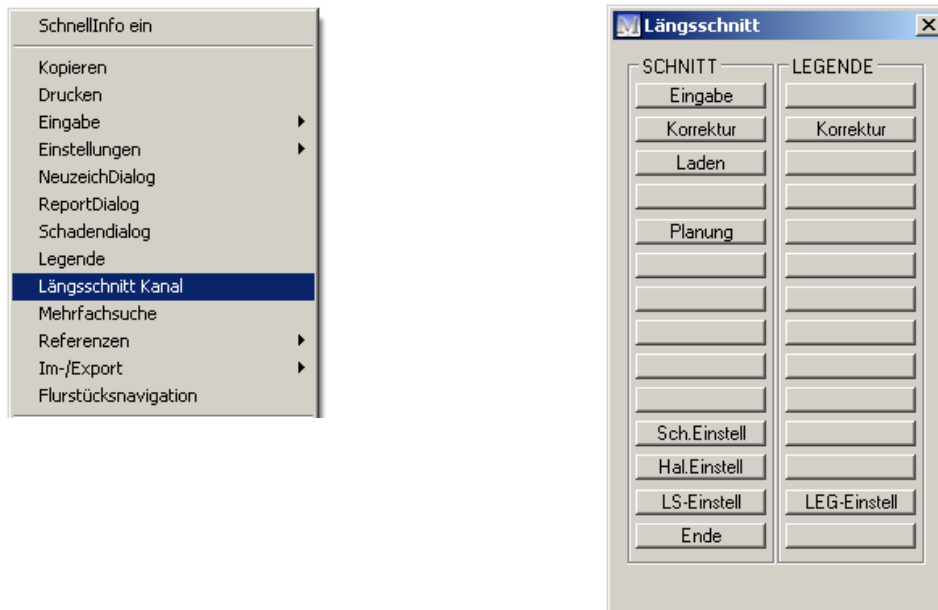 SchnellInfo ein
Kopieren
Drucken
Eingabe
Einstellungen
NeuzeichDialog
ReportDialog
Schadendialog
Legende
Längsschnitt Kanal
Mehrfachsuche
Referenzen
Im-/Export
Flurstücksnavigation
Längsschnitt
SCHNITT
Eingabe
Korrektur
Laden
Planung
Sch.Einstell
Hal.Einstell
LS-Einstell
Ende
LEGENDE
Korrektur
LEG-Einstell